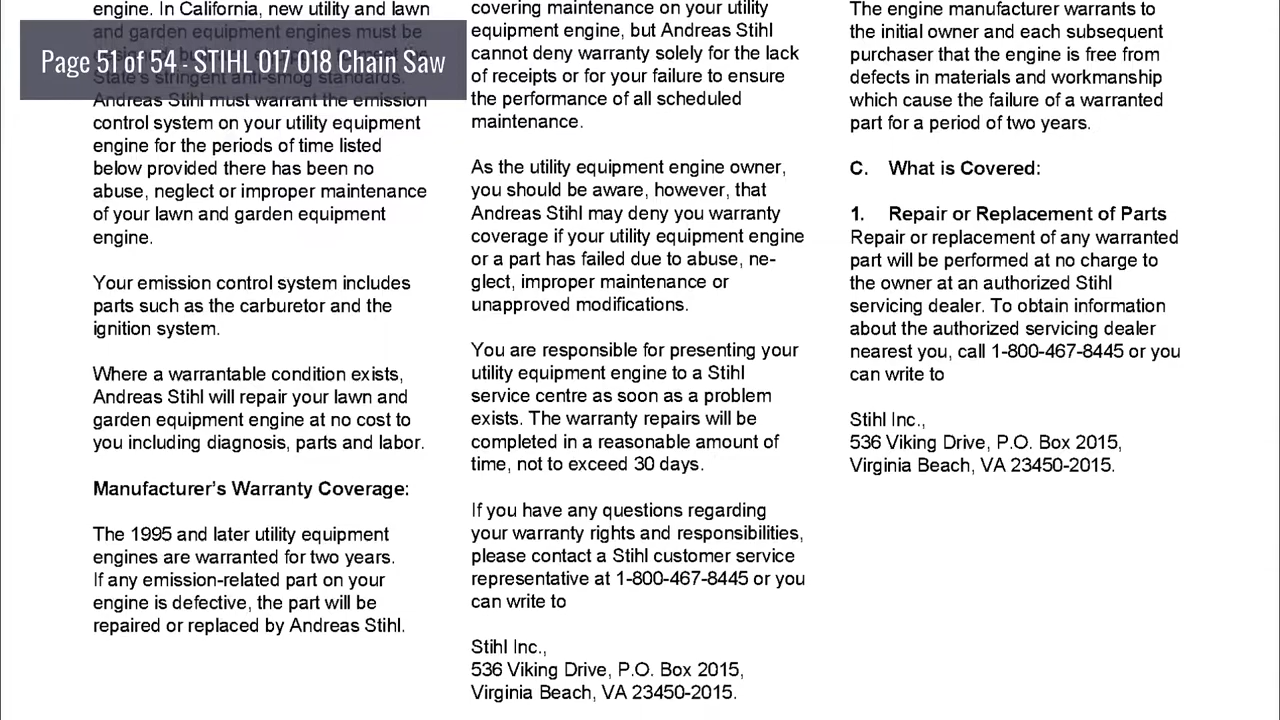 Page 51 of 54 - STIHL 017 018 Chain Saw
engine. In California, new utility and lawn
and garden equipment engines must be
State's stringent anti-smog standards.
Andreas Stihl must warrant the emission
control system on your utility equipment
engine for the periods of time listed
below provided there has been no
abuse, neglect or improper maintenance
of your lawn and garden equipment
engine.
Your emission control system includes
parts such as the carburetor and the
ignition system.
Where a warrantable condition exists,
Andreas Stihl will repair your lawn and
garden equipment engine at no cost to
you including diagnosis, parts and labor.
Manufacturer's Warranty Coverage:
The 1995 and later utility equipment
engines are warranted for two years.
If any emission-related part on your
engine is defective, the part will be
repaired or replaced by Andreas Stihl.
covering maintenance on your utility
equipment engine, but Andreas Stihl
cannot deny warranty solely for the lack
of receipts or for your failure to ensure
the performance of all scheduled
maintenance.
As the utility equipment engine owner,
you should be aware, however, that
Andreas Stihl may deny you warranty
coverage if your utility equipment engine
or a part has failed due to abuse, ne-
glect, improper maintenance or
unapproved modifications.
You are responsible for presenting your
utility equipment engine to a Stihl
service centre as soon as a problem
exists. The warranty repairs will be
completed in a reasonable amount of
time, not to exceed 30 days.
If you have any questions regarding
your warranty rights and responsibilities,
please contact a Stihl customer service
representative at 1-800-467-8445 or you
can write to
Stihl Inc.,
536 Viking Drive, P.O. Box 2015,
Virginia Beach, VA 23450-2015.
The engine manufacturer warrants to
the initial owner and each subsequent
purchaser that the engine is free from
defects in materials and workmanship
which cause the failure of a warranted
part for a period of two years.
C. What is Covered:
1. Repair or Replacement of Parts
Repair or replacement of any warranted
part will be performed at no charge to
the owner at an authorized Stihl
servicing dealer. To obtain information
about the authorized servicing dealer
nearest you, call 1-800-467-8445 or you
can write to
Stihl Inc.,
536 Viking Drive, P.O. Box 2015,
Virginia Beach, VA 23450-2015.